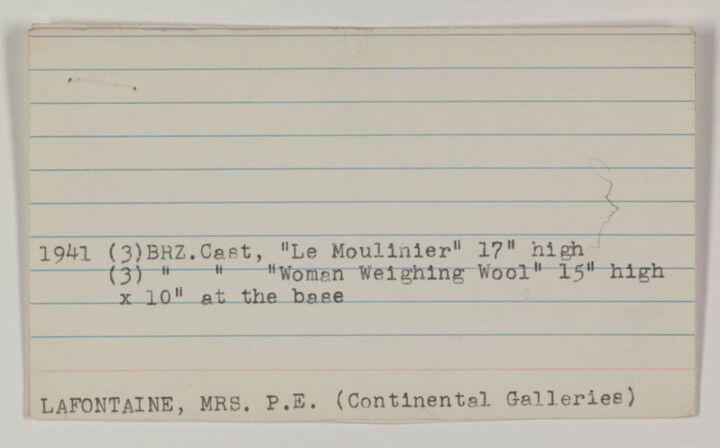 1941 (3)BRZ.Cast, "Le Moulinier" 17" high
(3) " " "Woman Weighing Wool" 15" high
x 10" at the base
LAFONTAINE, MRS. P.E. (Continental Galleries)